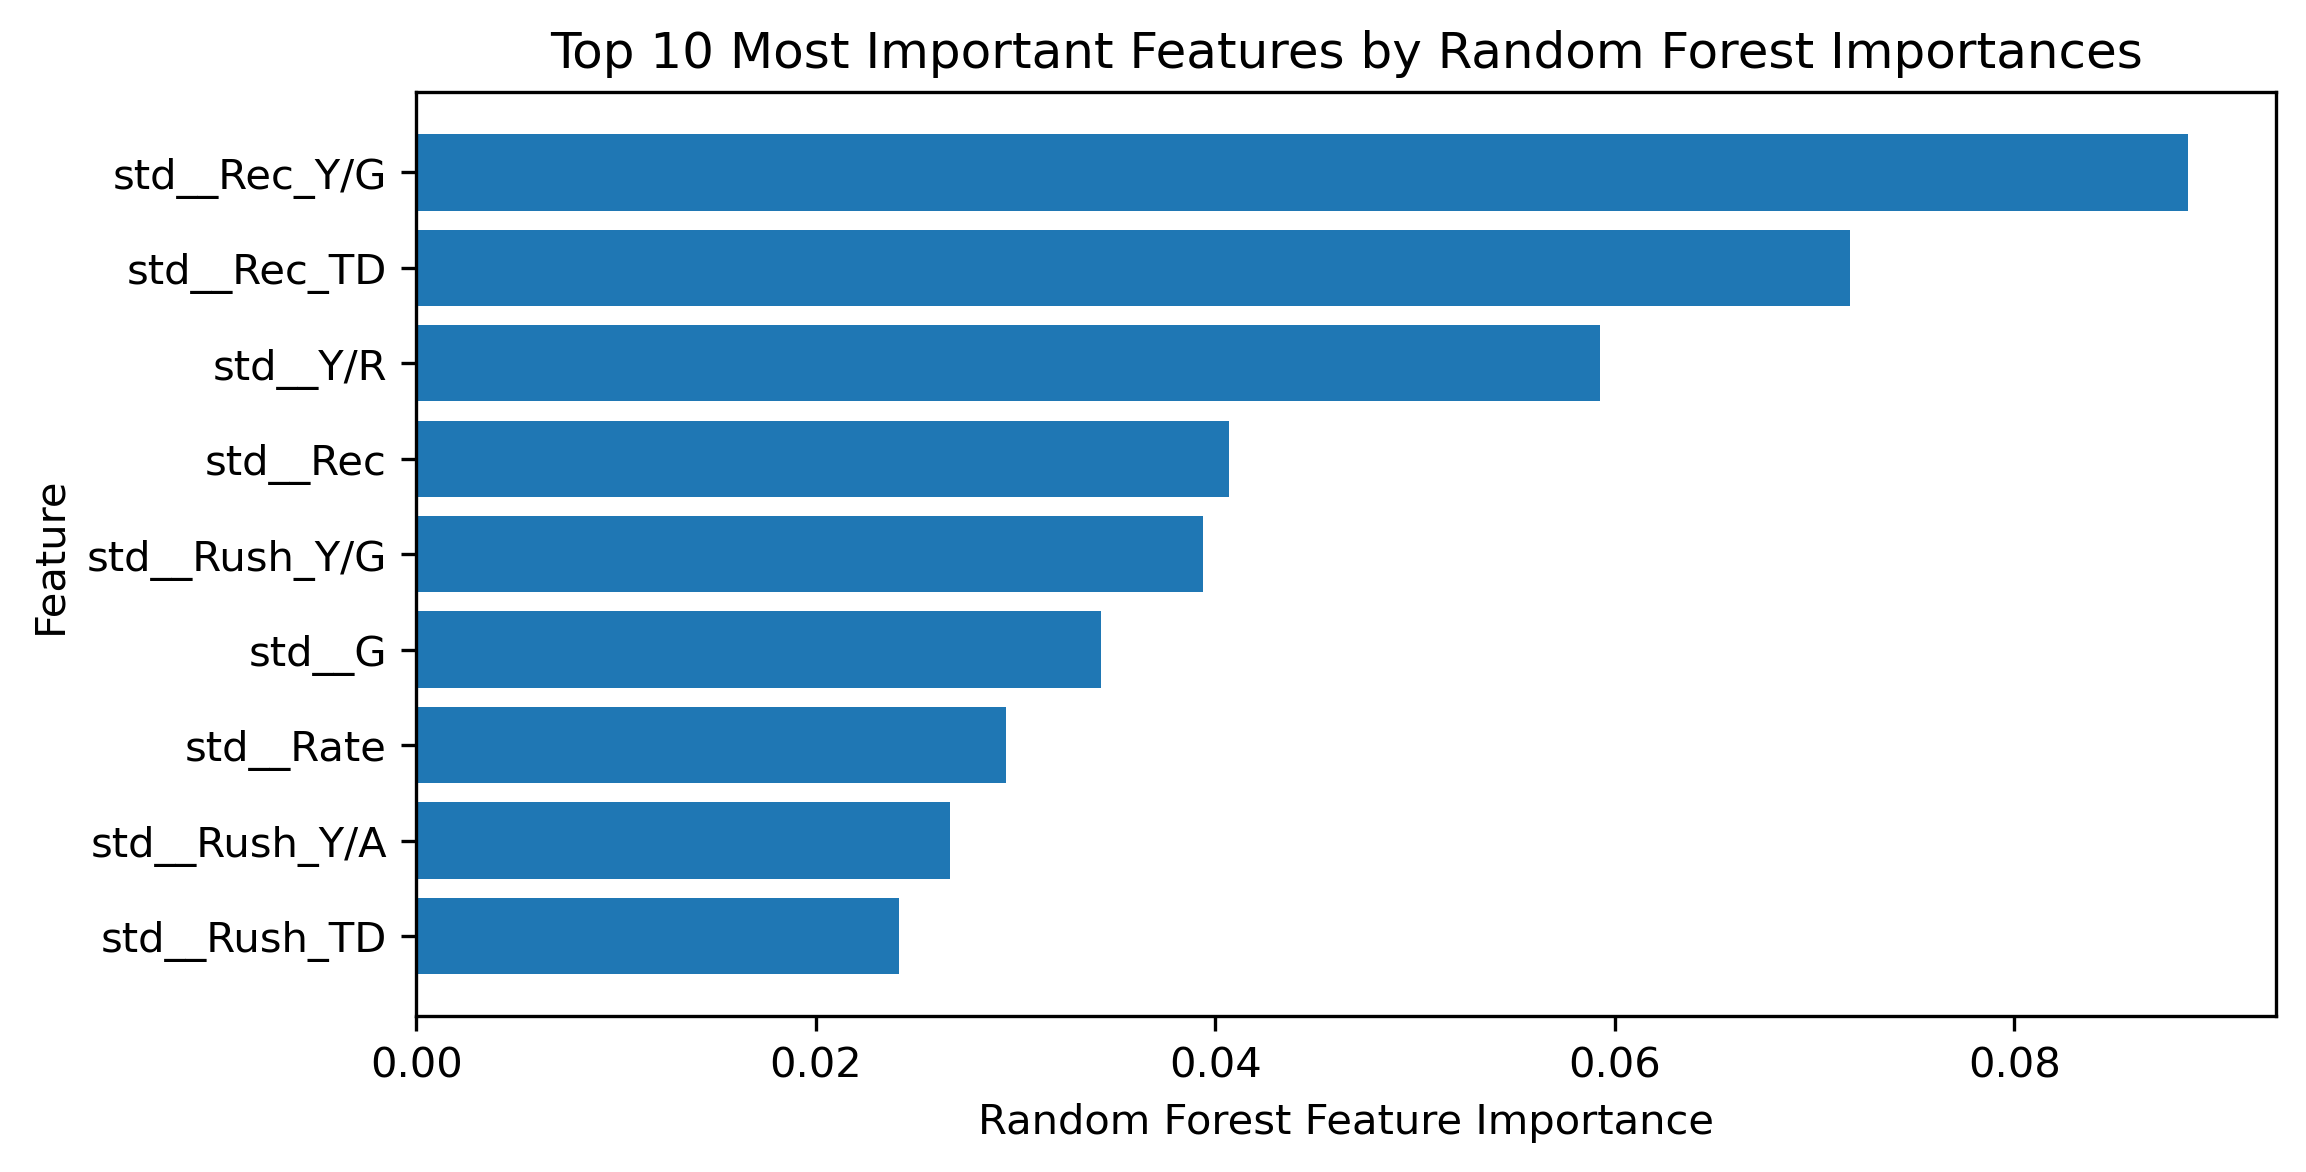 Top 10 Most Important Features by Random Forest Importances
Feature
std__Rec_Y/G
std__Rec_TD
std__Y/R
std__Rec
std__Rush_Y/G
std__G
std__Rate
std__Rush_Y/A
std__Rush_TD
0.00 0.02 0.04 0.06 0.08
Random Forest Feature Importance